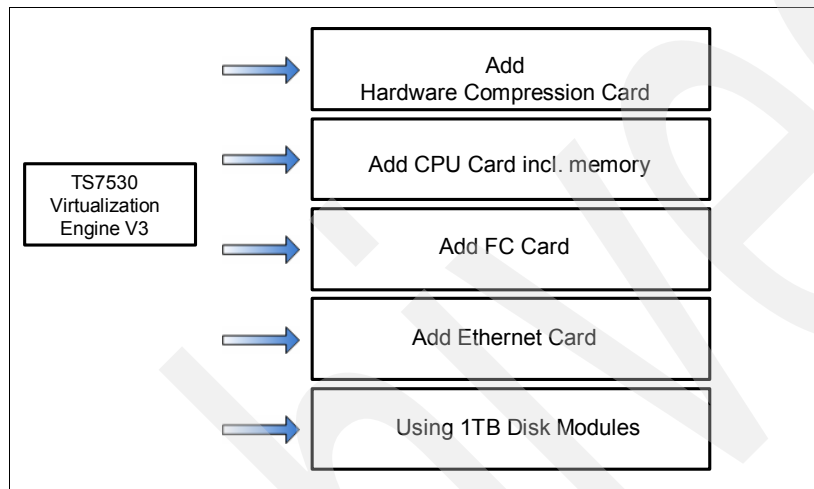 TS7530
Virtualization
Engine V3
Add
Hardware Compression Card
Add CPU Card incl. memory
Add FC Card
Add Ethernet Card
Using 1TB Disk Modules